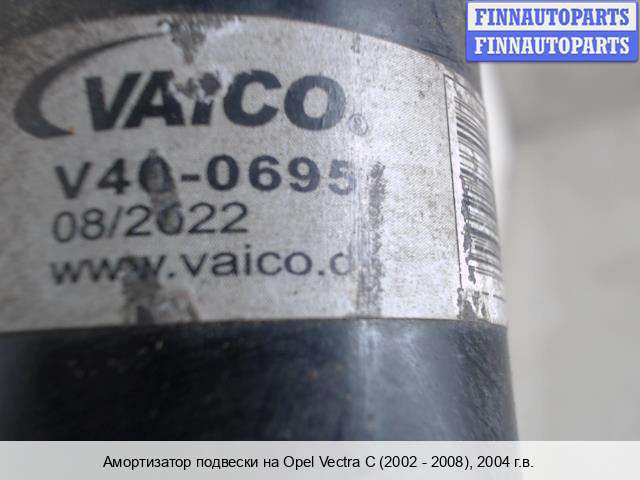 FINNAUTOPARTS
FINNAUTOPARTS
VAICO®
V40-0695
08/2022
www.vaico.d
Амортизатор подвески на Opel Vectra C (2002 - 2008), 2004 г.в.